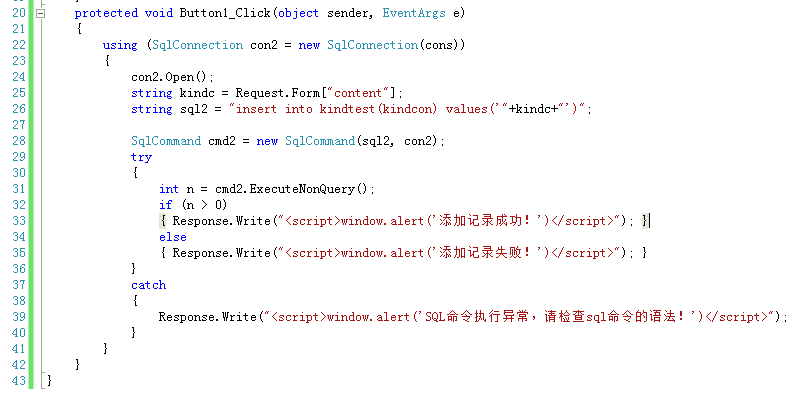 20 protected void Button1_Click(object sender, EventArgs e)
21 {
22 using (SqlConnection con2 = new SqlConnection(cons))
23 {
24 con2.Open();
25 string kindc = Request.Form["content"];
26 string sql2 = "insert into kindtest(kindcon) values('"+kindc+"')";
27
28 SqlCommand cmd2 = new SqlCommand(sql2, con2);
29 try
30 {
31 int n = cmd2.ExecuteNonQuery();
32 if (n > 0)
33 { Response.Write("<script>window.alert('添加记录成功!')</script>"); }
34 else
35 { Response.Write("<script>window.alert('添加记录失败!')</script>"); }
36 }
37 catch
38 {
39 Response.Write("<script>window.alert('SQL命令执行异常,请检查sql命令的语法!')</script>");
40 }
41 }
42 }
43 }